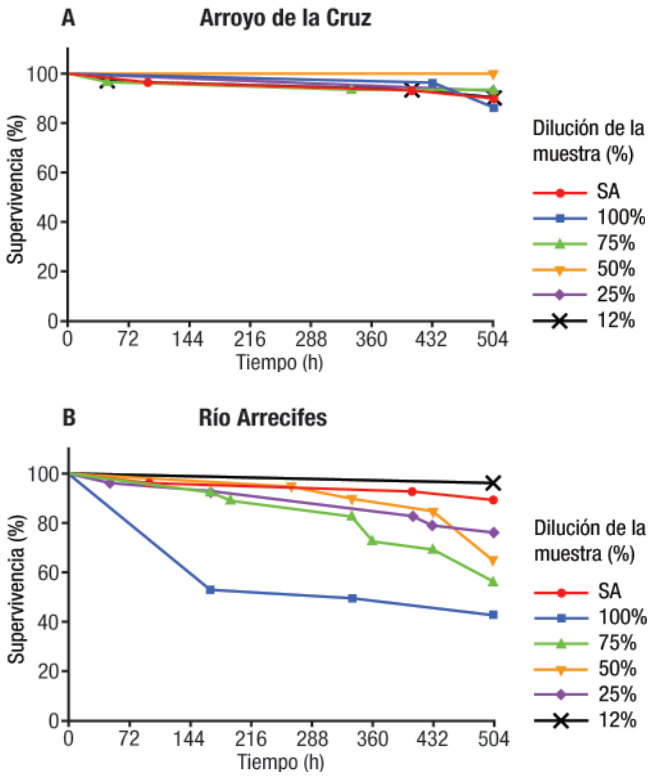 A Arroyo de la Cruz
Supervivencia (%)
100
80
60
40
20
0
0 72 144 216 288 360 432 504
Tiempo (h)
Dilución de la
muestra (%)
SA
100%
75%
50%
25%
12%
B Río Arrecifes
Supervivencia (%)
100
80
60
40
20
0
0 72 144 216 288 360 432 504
Tiempo (h)
Dilución de la
muestra (%)
SA
100%
75%
50%
25%
12%